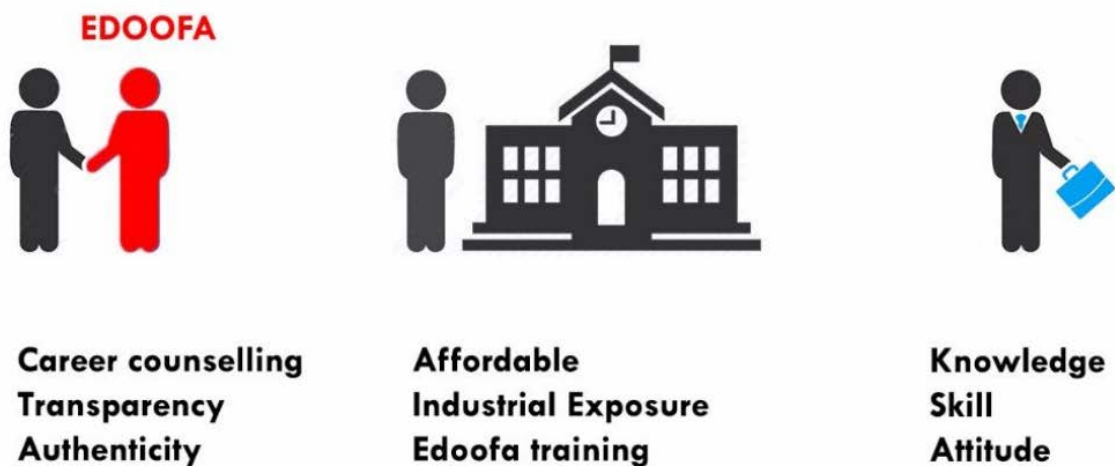 EDOOFA
Career counselling
Transparency
Authenticity
Affordable
Industrial Exposure
Edoofa training
Knowledge
Skill
Attitude